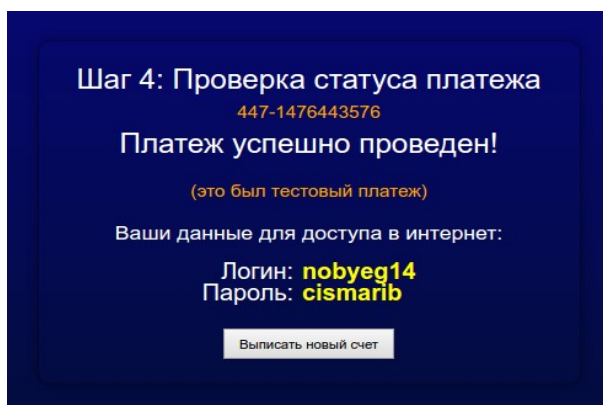 Шаг 4: Проверка статуса платежа
447-1476443576
Платеж успешно проведен!
(это был тестовый платеж)
Ваши данные для доступа в интернет:
Логин: nobyeg14
Пароль: cismarib
Выписать новый счет